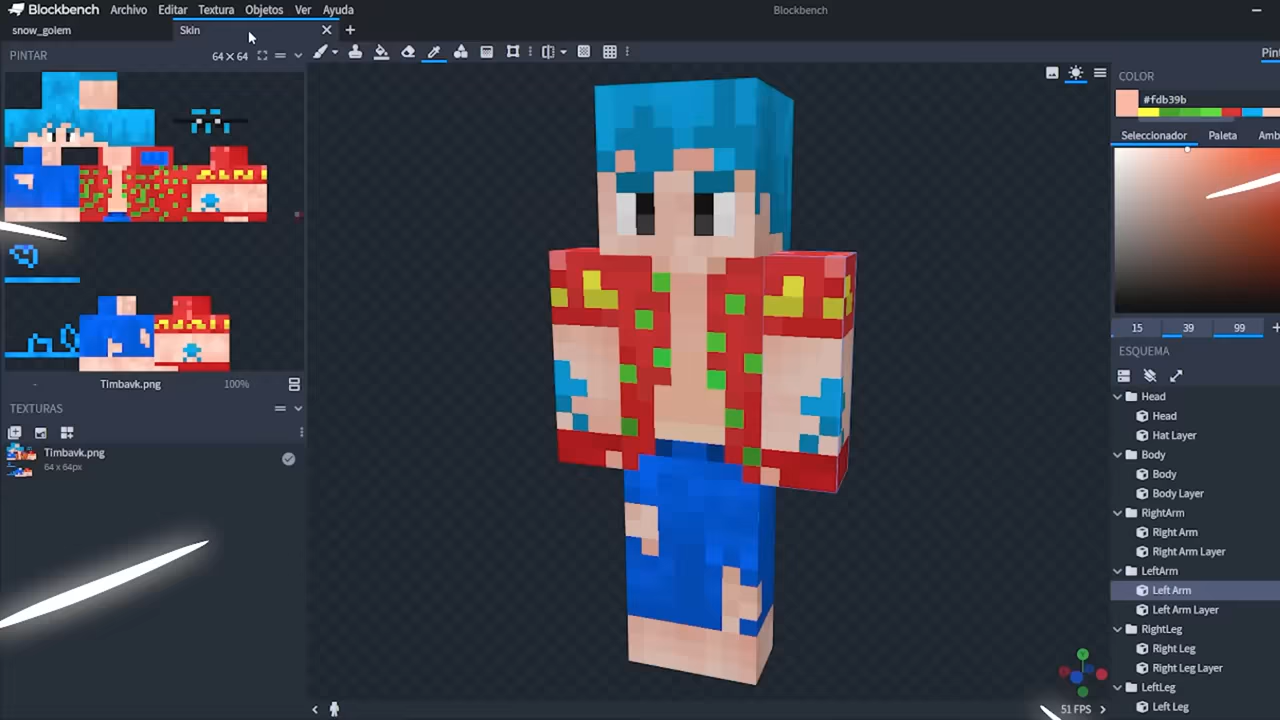 Blockbench Archivo Editar Textura Objetos Ver Ayuda
Blockbench
snow_golem
Skin
PINTAR
64 × 64
Timbavk.png
100%
TEXTURAS
Timbavk.png
64 x 64px
Pin
COLOR
#fdb39b
Seleccionador Paleta Amb
15 39 99
ESQUEMA
Head
Head
Hat Layer
Body
Body
Body Layer
RightArm
Right Arm
Right Arm Layer
LeftArm
Left Arm
Left Arm Layer
RightLeg
Right Leg
Right Leg Layer
LeftLeg
Left Leg
51 FPS